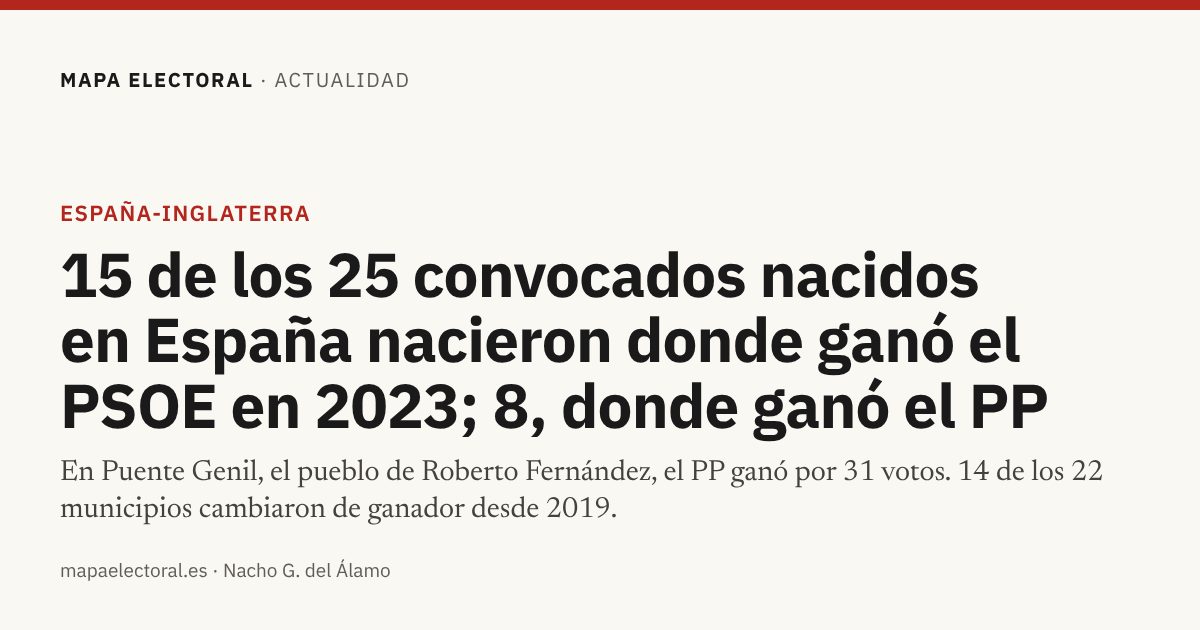 MAPA ELECTORAL · ACTUALIDAD
ESPAÑA-INGLATERRA
15 de los 25 convocados nacidos
en España nacieron donde ganó el
PSOE en 2023; 8, donde ganó el PP
En Puente Genil, el pueblo de Roberto Fernández, el PP ganó por 31 votos. 14 de los 22
municipios cambiaron de ganador desde 2019.
mapaelectoral.es · Nacho G. del Álamo